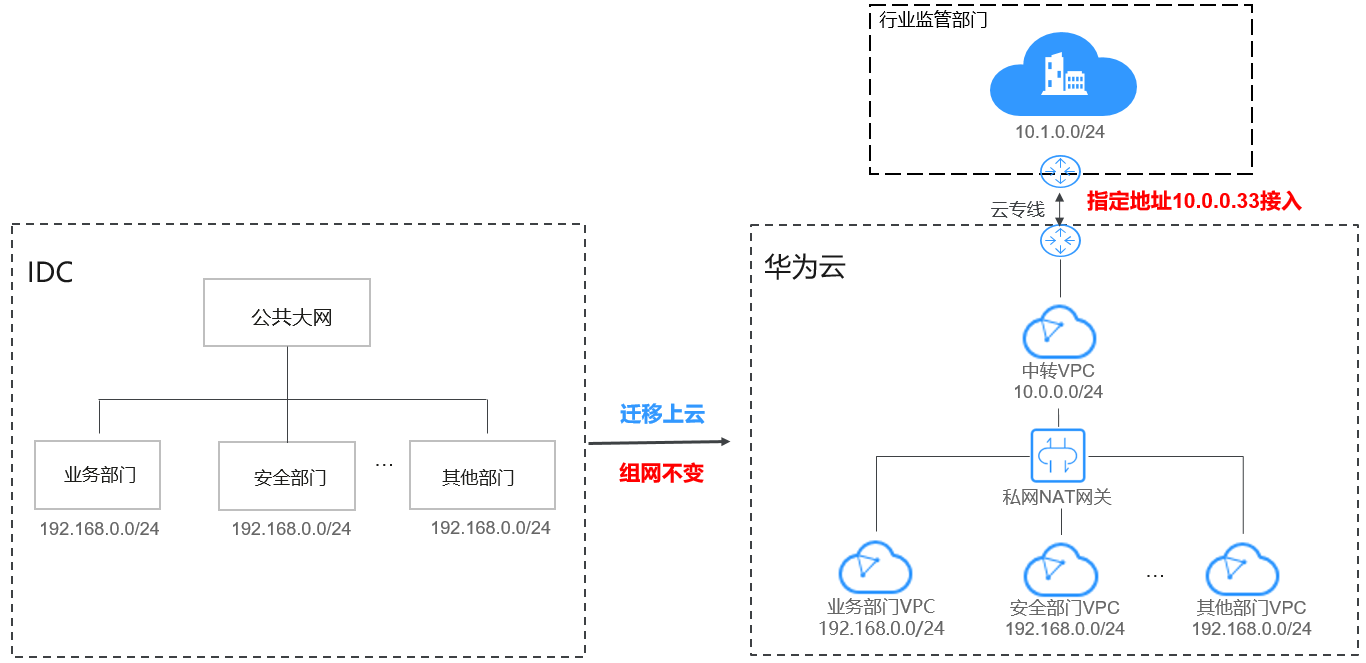 行业监管部门
10.1.0.0/24
云专线
指定地址10.0.0.33接入
IDC
公共大网
业务部门
安全部门
...
其他部门
192.168.0.0/24
192.168.0.0/24
192.168.0.0/24
迁移上云
组网不变
华为云
中转VPC
10.0.0.0/24
私网NAT网关
...
业务部门VPC
192.168.0.0/24
安全部门VPC
192.168.0.0/24
其他部门VPC
192.168.0.0/24